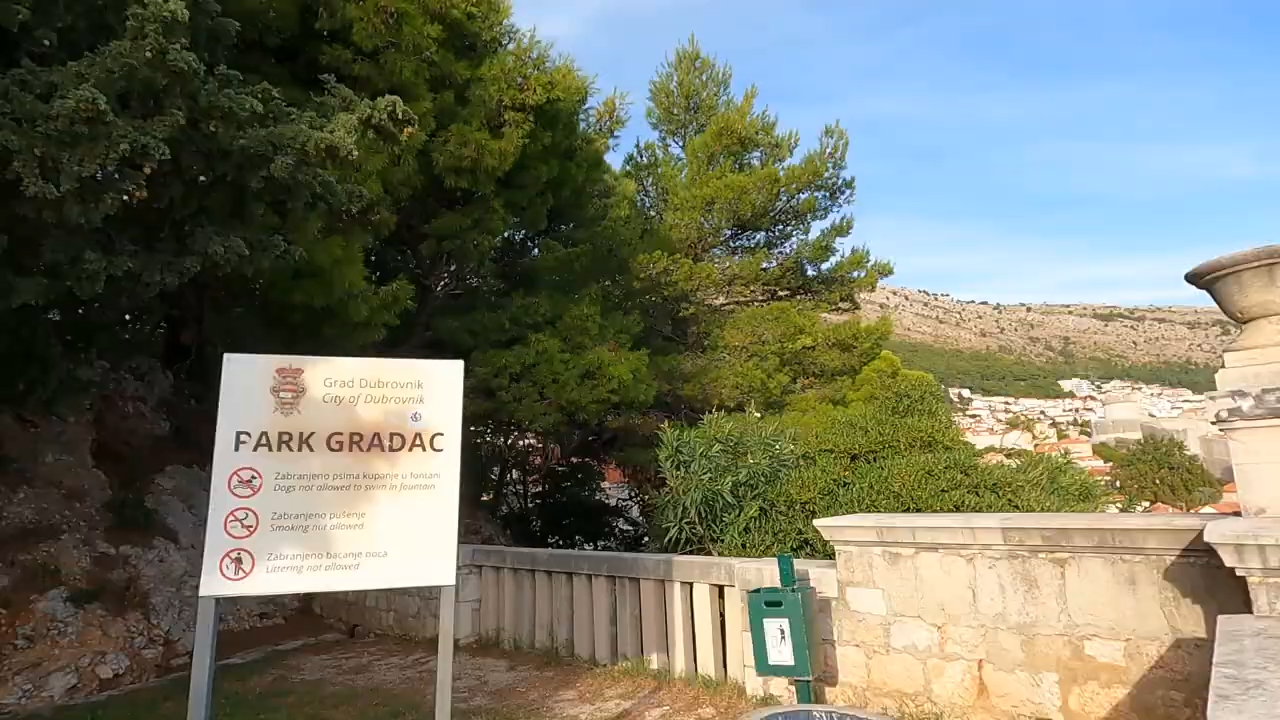 Grad Dubrovnik
City of Dubrovnik
PARK GRADAC
Zabranjeno psima kupanje u fontani
Dogs not allowed to swim in fountain
Zabranjeno pušenje
Smoking not allowed
Zabranjeno bacanje
Littering not allowed